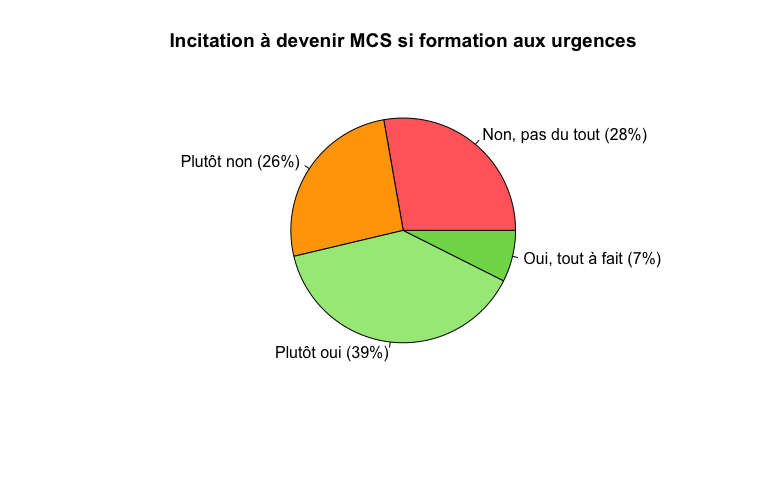 Incitation à devenir MCS si formation aux urgences
Non, pas du tout (28%)
Plutôt non (26%)
Oui, tout à fait (7%)
Plutôt oui (39%)